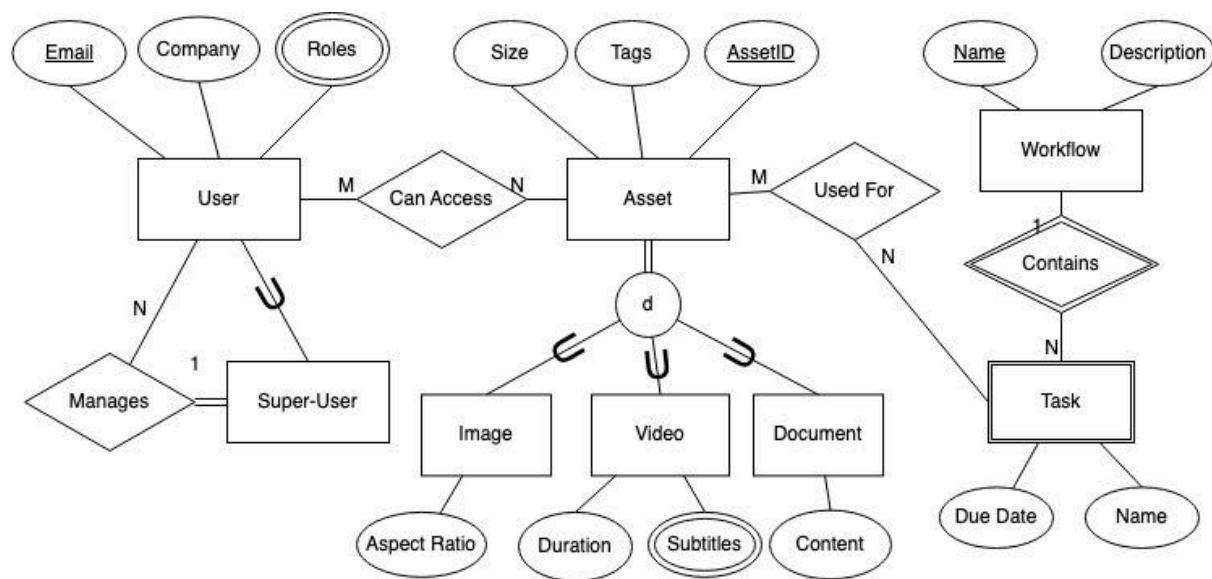 Email
Company
Roles
Size
Tags
AssetID
Name
Description
User
M
Can Access
N
Asset
M
Used For
N
Workflow
1
Contains
N
d
U
N
1
Manages
Super-User
U
U
U
Image
Video
Document
Task
Aspect Ratio
Duration
Subtitles
Content
Due Date
Name